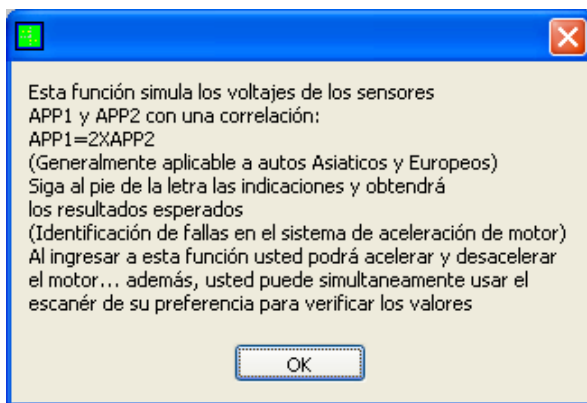 Esta función simula los voltajes de los sensores
APP1 y APP2 con una correlación:
APP1=2XAPP2
(Generalmente aplicable a autos Asiaticos y Europeos)
Siga al pie de la letra las indicaciones y obtendrá
los resultados esperados
(Identificación de fallas en el sistema de aceleración de motor)
Al ingresar a esta función usted podrá acelerar y desacelerar
el motor... además, usted puede simultaneamente usar el
escanér de su preferencia para verificar los valores
OK